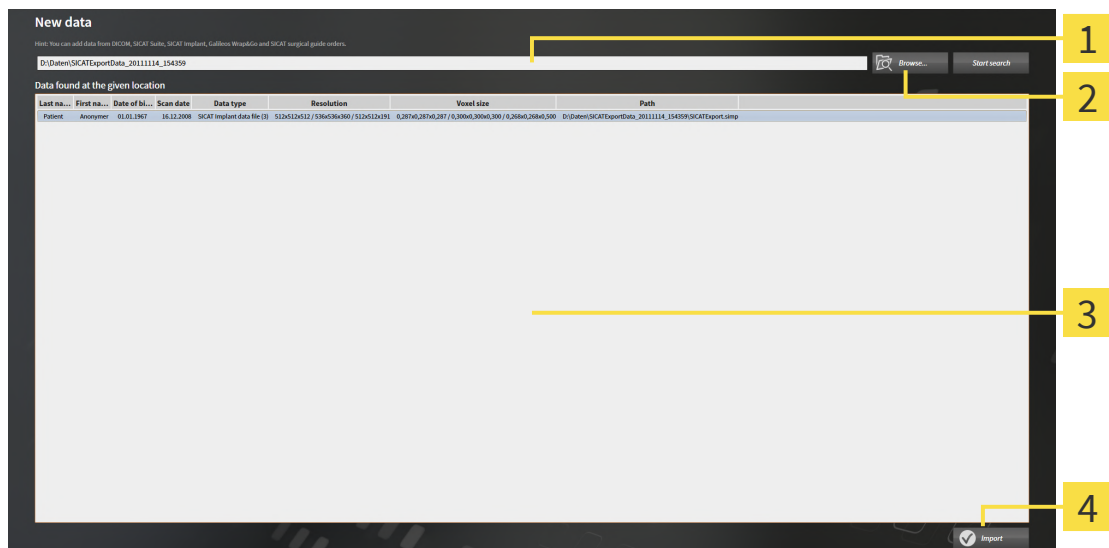 New data
Hint: You can add data from DICOM, SICAT Suite, SICAT Implant, Galileos Wrap&Go and SICAT surgical guide orders.
1
D:\Daten\SICATExportData_20111114_154359
Browse... Start search
2
Data found at the given location
Last na... First na... Date of bi... Scan date Data type Resolution Voxel size Path
Patient Anonymer 01.01.1967 16.12.2008 SICAT Implant data file (3) 512x512x512 / 536x536x360 / 512x512x191 0,287x0,287x0,287 / 0,300x0,300x0,300 / 0,268x0,268x0,500 D:\Daten\SICATExportData_20111114_154359\SICATExport.simp
3
4
Import